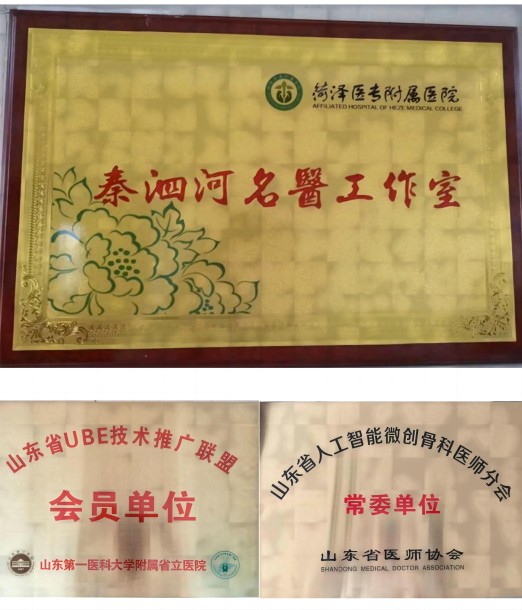 菏泽医专附属医院
AFFILIATED HOSPITAL OF HEZE MEDICAL COLLEGE
秦泗河名醫工作室
山东省UBE技术推广联盟
会员单位
山东第一医科大学附属省立医院
山东省人工智能微创骨科医师分会
常委单位
山东省医师协会
SHANDONG MEDICAL DOCTOR ASSOCIATION